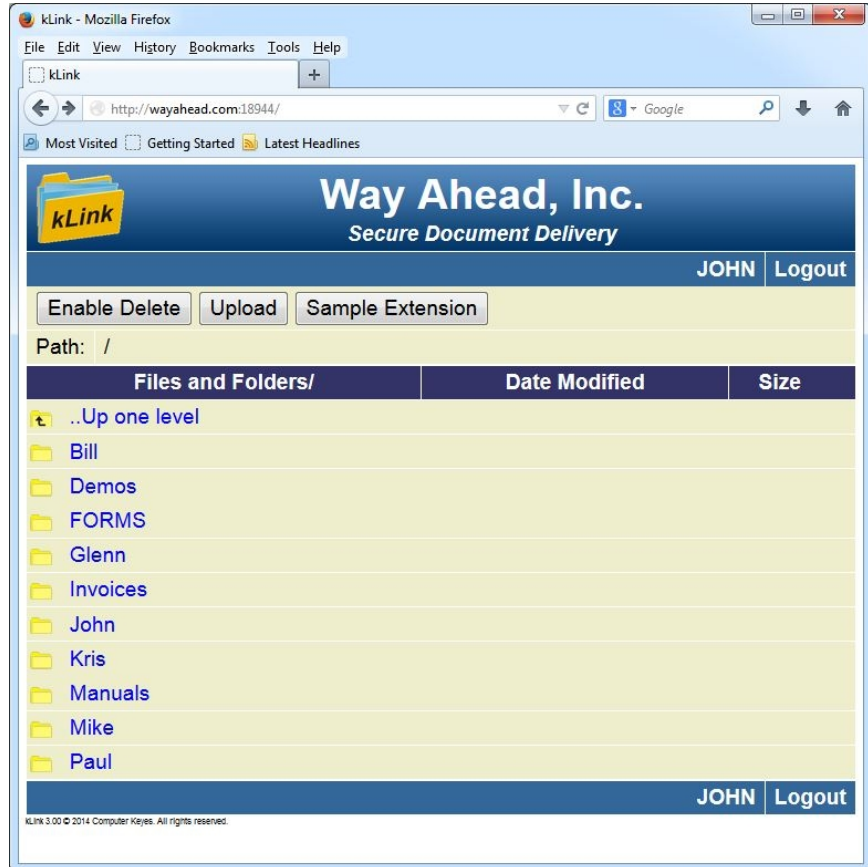 kLink - Mozilla Firefox
File Edit View History Bookmarks Tools Help
kLink +
http://wayahead.com:18944/ 8 Google
Most Visited Getting Started Latest Headlines
kLink
Way Ahead, Inc.
Secure Document Delivery
JOHN Logout
Enable Delete Upload Sample Extension
Path: /
Files and Folders/ Date Modified Size
..Up one level
Bill
Demos
FORMS
Glenn
Invoices
John
Kris
Manuals
Mike
Paul
JOHN Logout
kLink 3.00 © 2014 Computer Keyes. All rights reserved.